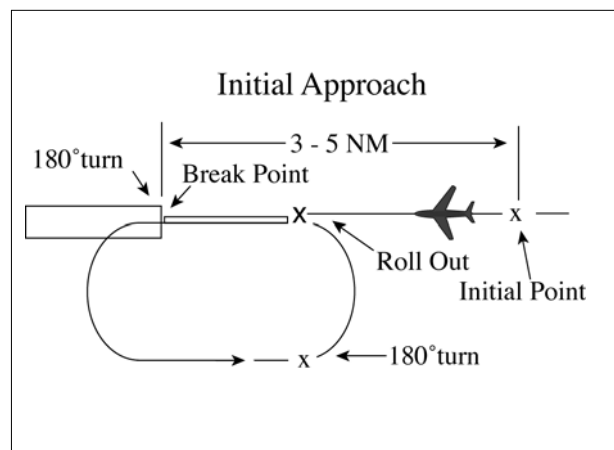 Initial Approach
3 - 5 NM
180°turn
Break Point
x
x
Roll Out
Initial Point
x
180°turn